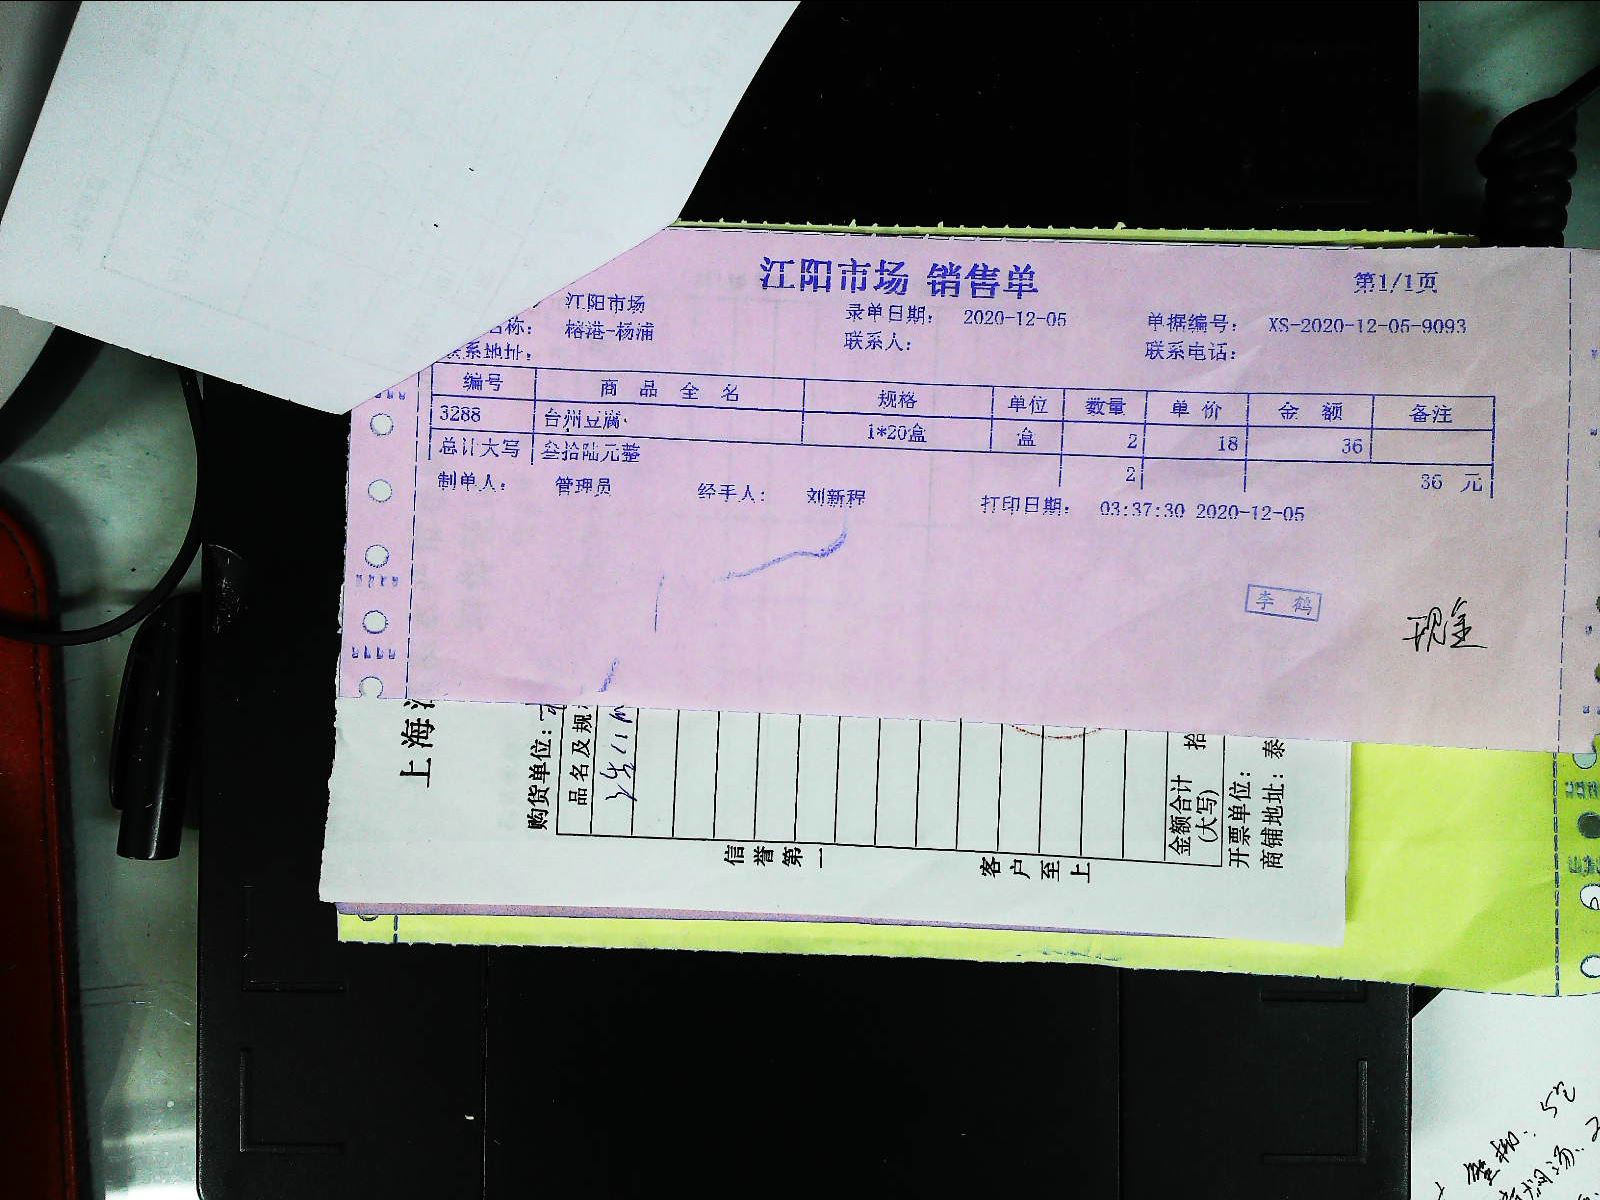 江阳市场 销售单
第1/1页
江阳市场
录单日期： 2020-12-05
单据编号： XS-2020-12-05-9093
名称： 榕港-杨浦
联系人：
联系电话：
联系地址：
编号 商 品 全 名 规格 单位 数量 单 价 金 额 备注
3288 台州豆腐 1*20盒 盒 2 18 36
总计大写 叁拾陆元整 2 36 元
制单人： 管理员 经手人： 刘新程 打印日期： 03:37:30 2020-12-05
李 鹤
现金
上海
购货单位：
品名及规
金额合计 拾
(大写)
开票单位：
商铺地址： 泰
信誉第一
客户至上